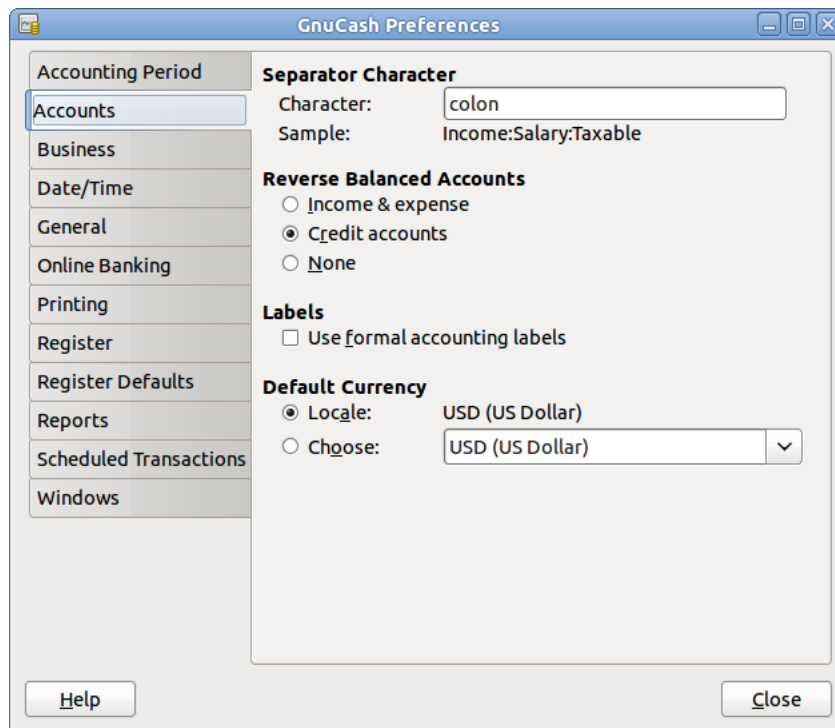 GnuCash Preferences
Accounting Period
Accounts
Business
Date/Time
General
Online Banking
Printing
Register
Register Defaults
Reports
Scheduled Transactions
Windows
Separator Character
Character: colon
Sample: Income:Salary:Taxable
Reverse Balanced Accounts
Income & expense
Credit accounts
None
Labels
Use formal accounting labels
Default Currency
Locale: USD (US Dollar)
Choose: USD (US Dollar)
Help
Close